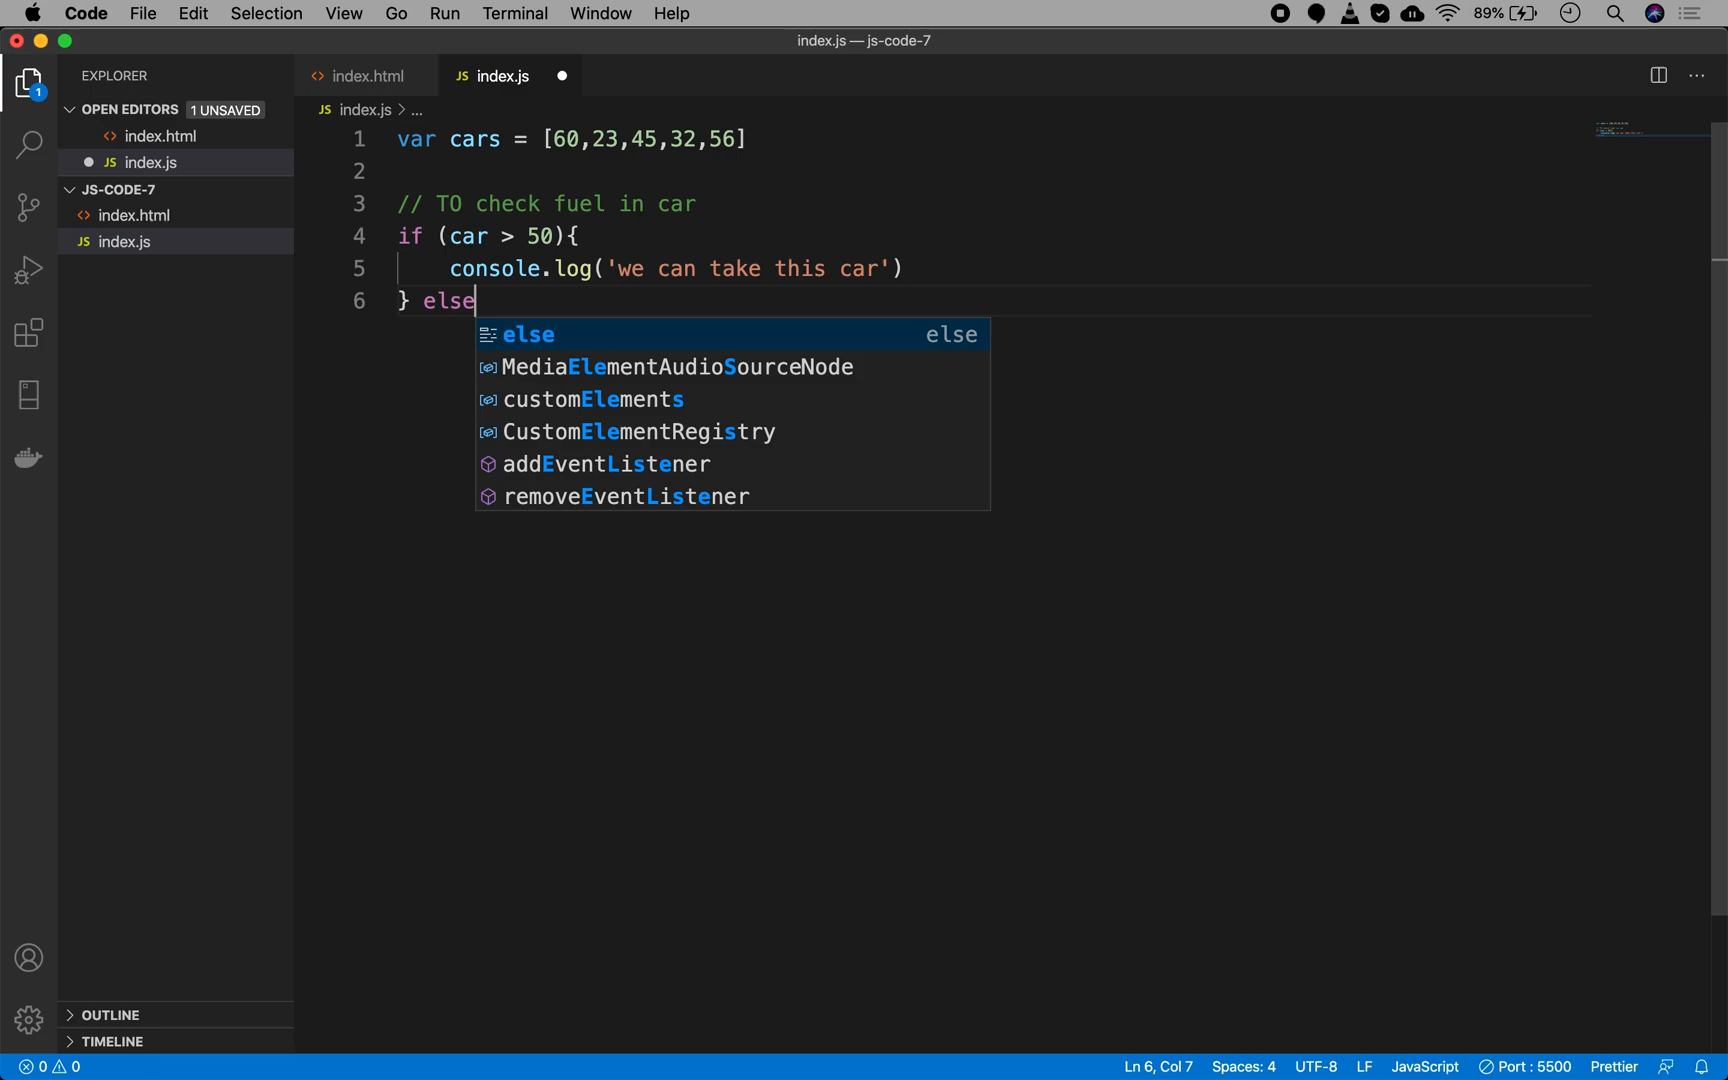 Code File Edit Selection View Go Run Terminal Window Help 89%
index.js — js-code-7
EXPLORER
OPEN EDITORS 1 UNSAVED
<> index.html
JS index.js
JS-CODE-7
<> index.html
JS index.js
OUTLINE
TIMELINE
1
<> index.html JS index.js
JS index.js > ...
1 var cars = [60,23,45,32,56]
2
3 // TO check fuel in car
4 if (car > 50){
5 console.log('we can take this car')
6 } else
else else
MediaElementAudioSourceNode
customElements
CustomElementRegistry
addEventListener
removeEventListener
0 0 Ln 6, Col 7 Spaces: 4 UTF-8 LF JavaScript Port : 5500 Prettier